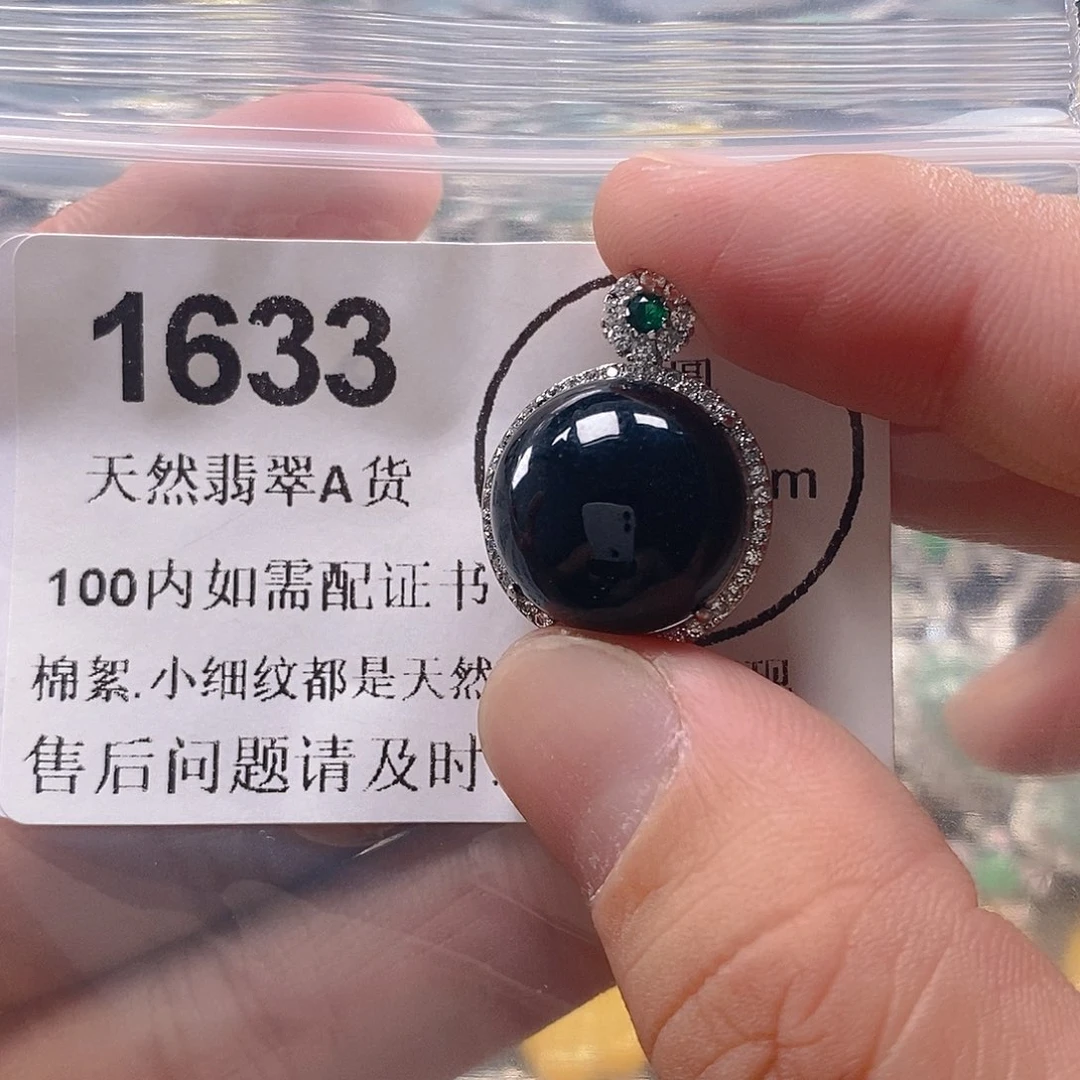 1633
天然翡翠A货
m
100内如需配证书
棉絮.小细纹都是天然
售后问题请及时